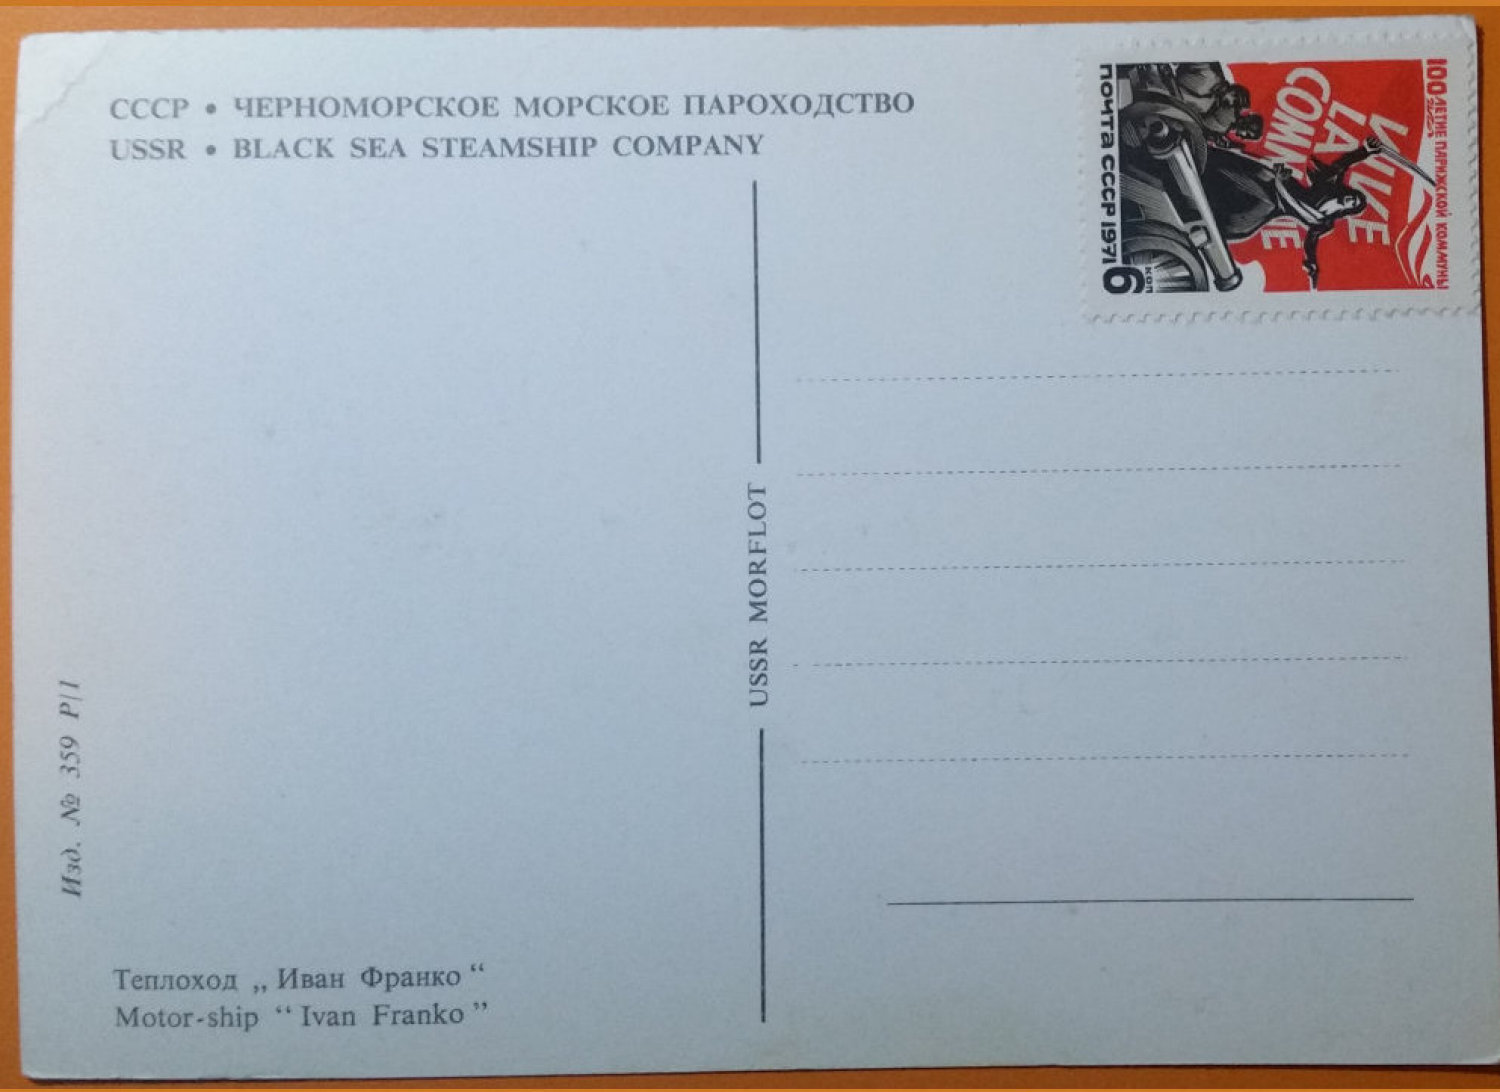 СССР • ЧЕРНОМОРСКОЕ МОРСКОЕ ПАРОХОДСТВО
USSR • BLACK SEA STEAMSHIP COMPANY
100 ЛЕТИЕ ПАРИЖСКОЙ КОММУНЫ
VIVE
LA
COMMUNE
ПОЧТА СССР 1971
6 КОП
USSR MORFLOT
Изд. № 359 Р/1
Теплоход „ Иван Франко “
Motor-ship “ Ivan Franko ”